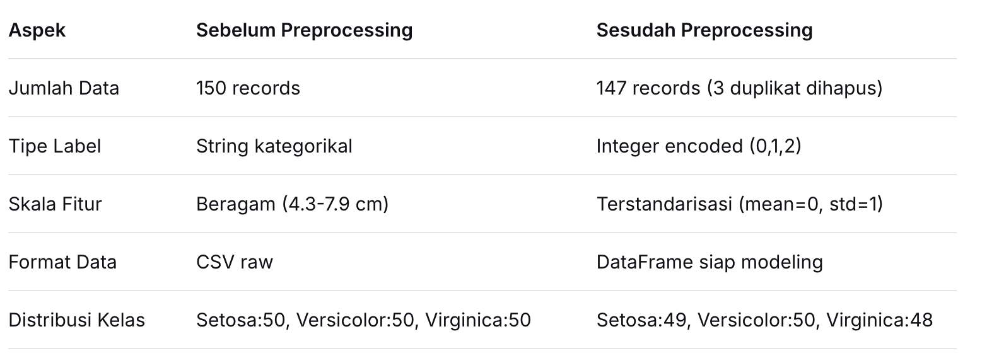 Aspek Sebelum Preprocessing Sesudah Preprocessing
Jumlah Data 150 records 147 records (3 duplikat dihapus)
Tipe Label String kategorikal Integer encoded (0,1,2)
Skala Fitur Beragam (4.3-7.9 cm) Terstandarisasi (mean=0, std=1)
Format Data CSV raw DataFrame siap modeling
Distribusi Kelas Setosa:50, Versicolor:50, Virginica:50 Setosa:49, Versicolor:50, Virginica:48